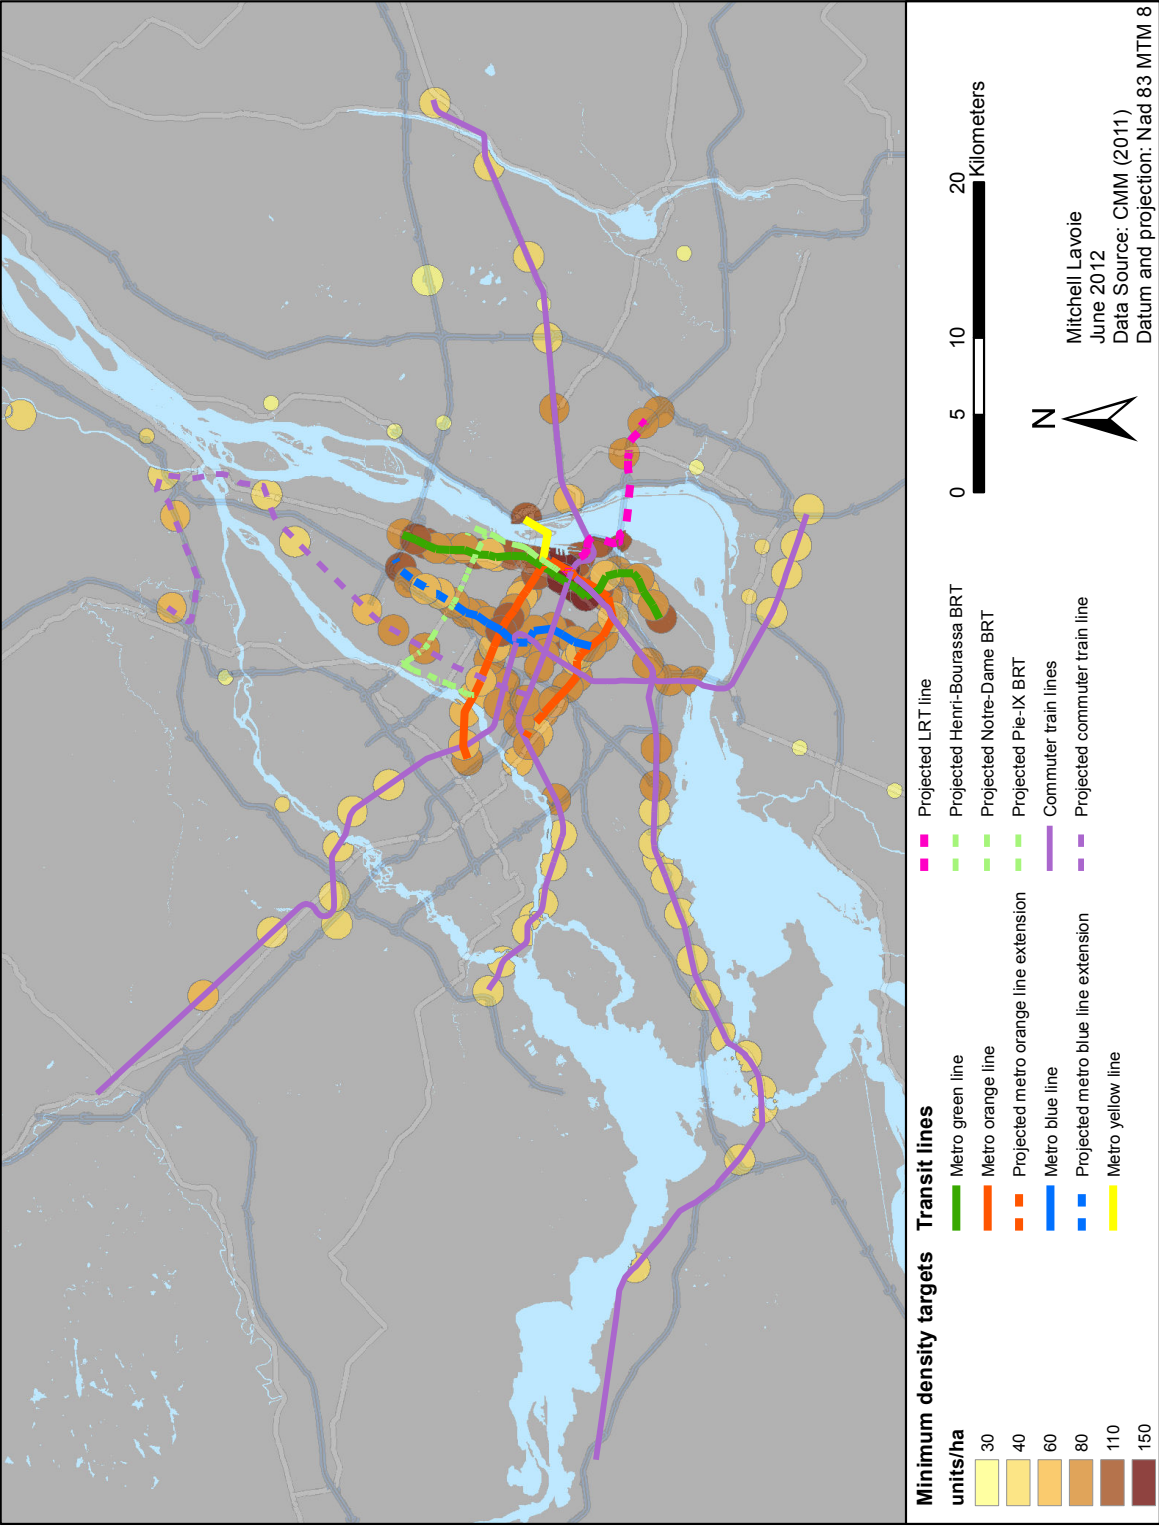 Minimum density targets
units/ha
30
40
60
80
110
150
Transit lines
Metro green line
Metro orange line
Projected metro orange line extension
Metro blue line
Projected metro blue line extension
Metro yellow line
Projected LRT line
Projected Henri-Bourassa BRT
Projected Notre-Dame BRT
Projected Pie-IX BRT
Commuter train lines
Projected commuter train line
0 5 10 20
Kilometers
N
Mitchell Lavoie
June 2012
Data Source: CMM (2011)
Datum and projection: Nad 83 MTM 8